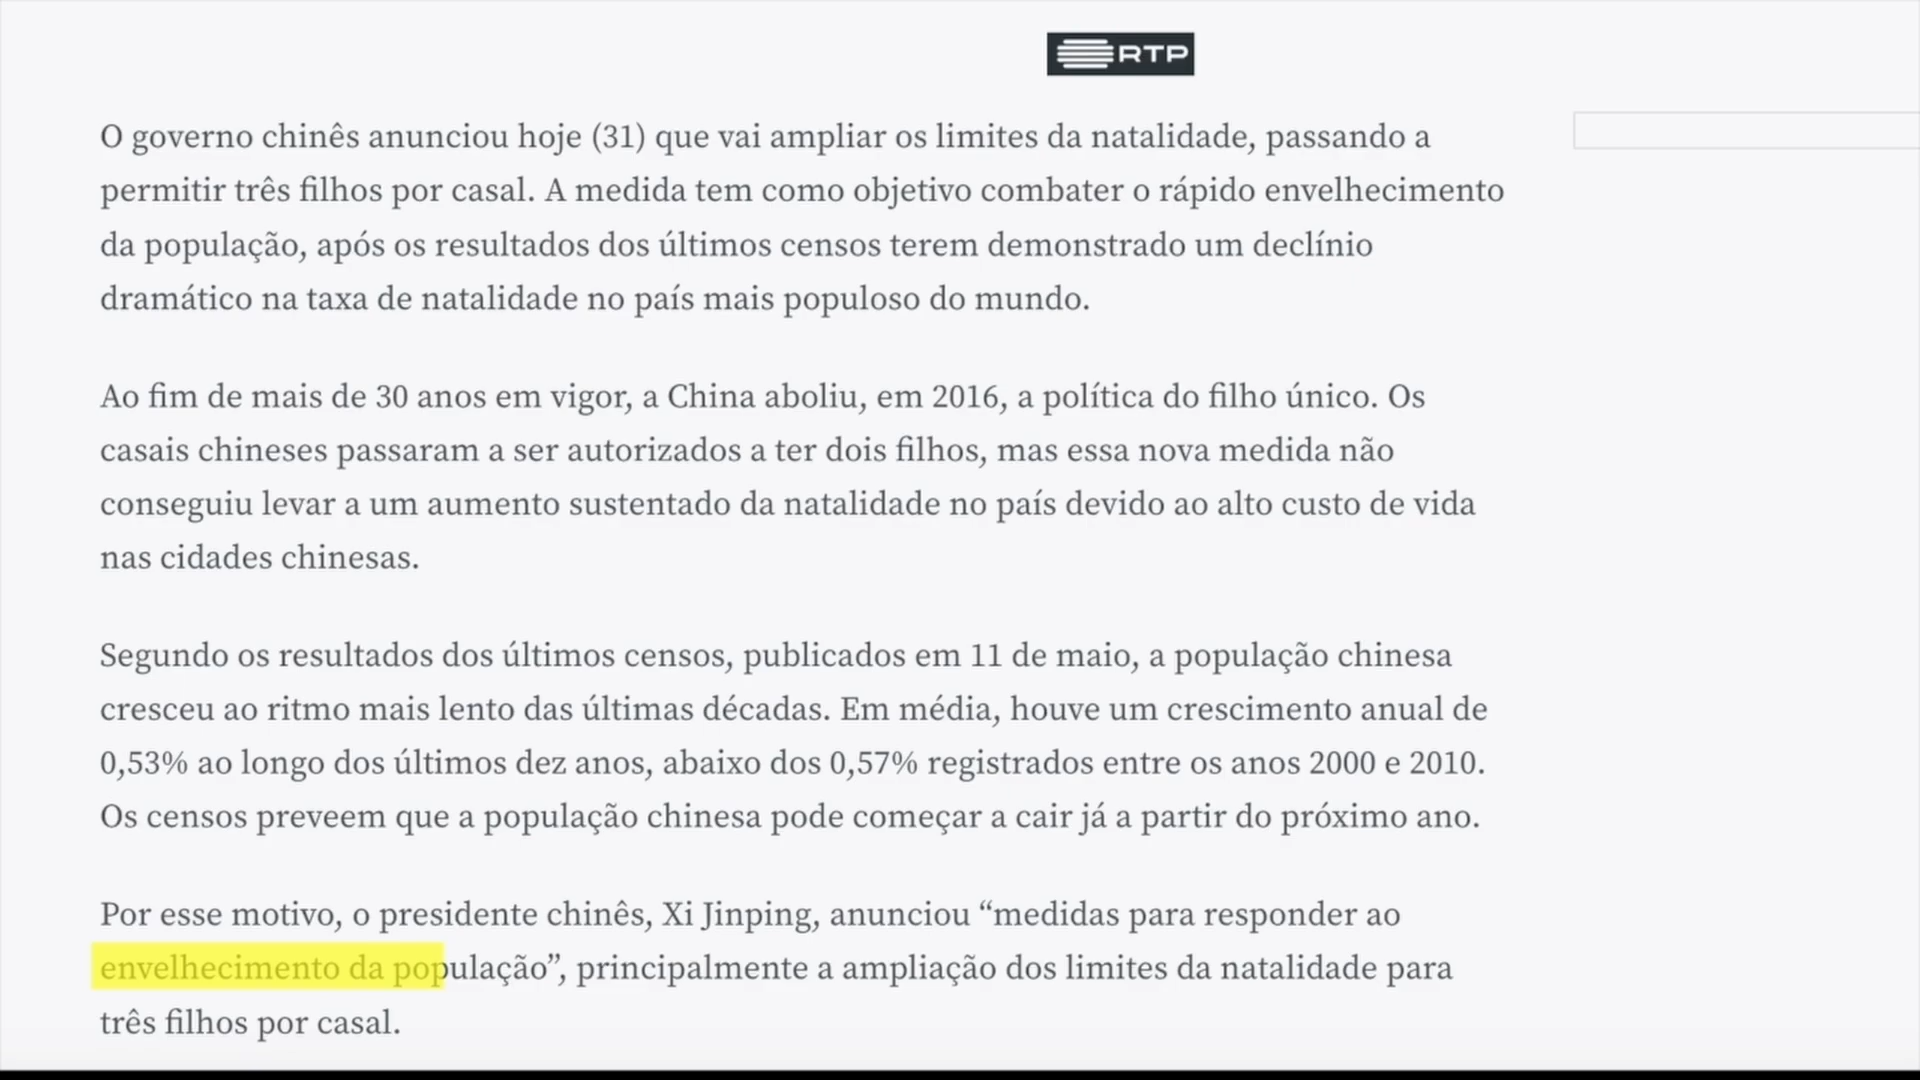 RTP
O governo chinês anunciou hoje (31) que vai ampliar os limites da natalidade, passando a
permitir três filhos por casal. A medida tem como objetivo combater o rápido envelhecimento
da população, após os resultados dos últimos censos terem demonstrado um declínio
dramático na taxa de natalidade no país mais populoso do mundo.
Ao fim de mais de 30 anos em vigor, a China aboliu, em 2016, a política do filho único. Os
casais chineses passaram a ser autorizados a ter dois filhos, mas essa nova medida não
conseguiu levar a um aumento sustentado da natalidade no país devido ao alto custo de vida
nas cidades chinesas.
Segundo os resultados dos últimos censos, publicados em 11 de maio, a população chinesa
cresceu ao ritmo mais lento das últimas décadas. Em média, houve um crescimento anual de
0,53% ao longo dos últimos dez anos, abaixo dos 0,57% registrados entre os anos 2000 e 2010.
Os censos preveem que a população chinesa pode começar a cair já a partir do próximo ano.
Por esse motivo, o presidente chinês, Xi Jinping, anunciou “medidas para responder ao
envelhecimento da população”, principalmente a ampliação dos limites da natalidade para
três filhos por casal.